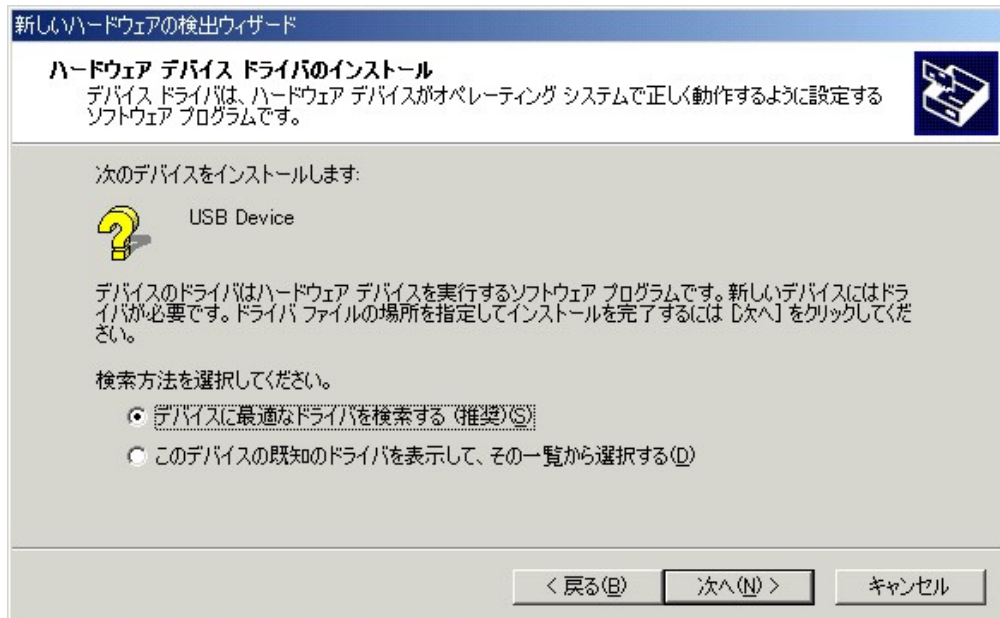 新しいハードウェアの検出ウィザード
ハードウェア デバイス ドライバのインストール
デバイス ドライバは、ハードウェア デバイスがオペレーティング システムで正しく動作するように設定する
ソフトウェア プログラムです。
次のデバイスをインストールします:
USB Device
デバイスのドライバはハードウェア デバイスを実行するソフトウェア プログラムです。新しいデバイスにはドラ
イバが必要です。ドライバ ファイルの場所を指定してインストールを完了するには [次へ] をクリックしてくだ
さい。
検索方法を選択してください。
デバイスに最適なドライバを検索する (推奨)(S)
このデバイスの既知のドライバを表示して、その一覧から選択する(D)
< 戻る(B) 次へ(N) > キャンセル